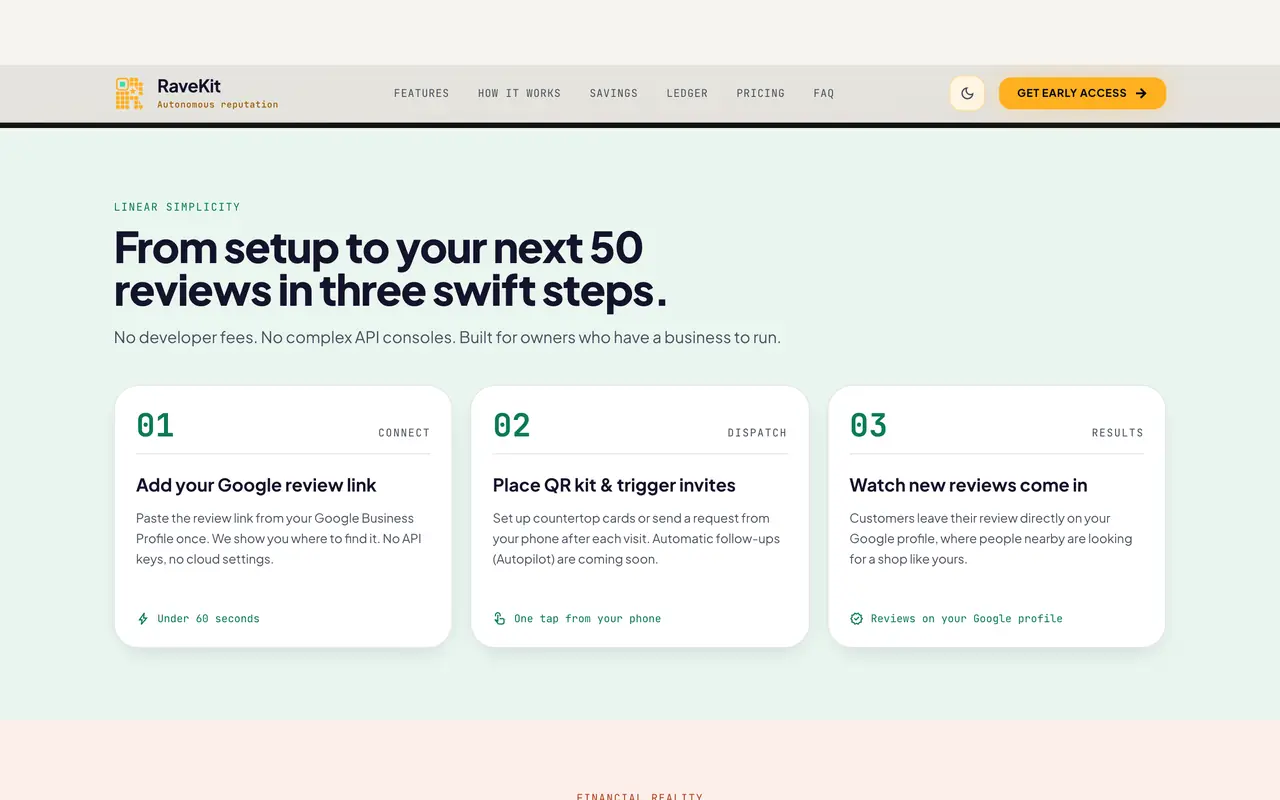 RaveKit
Autonomous reputation
FEATURES
HOW IT WORKS
SAVINGS
LEDGER
PRICING
FAQ
GET EARLY ACCESS
LINEAR SIMPLICITY
From setup to your next 50
reviews in three swift steps.
No developer fees. No complex API consoles. Built for owners who have a business to run.
01
CONNECT
Add your Google review link
Paste the review link from your Google Business
Profile once. We show you where to find it. No API
keys, no cloud settings.
Under 60 seconds
02
DISPATCH
Place QR kit & trigger invites
Set up countertop cards or send a request from
your phone after each visit. Automatic follow-ups
(Autopilot) are coming soon.
One tap from your phone
03
RESULTS
Watch new reviews come in
Customers leave their review directly on your
Google profile, where people nearby are looking
for a shop like yours.
Reviews on your Google profile
FINANCIAL REALITY